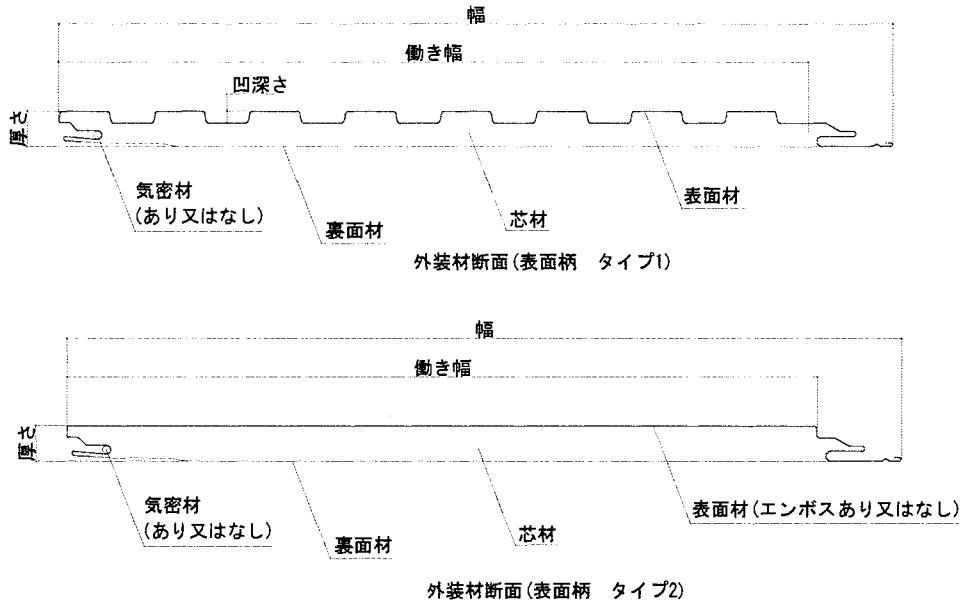 幅
働き幅
凹深さ
厚さ
気密材
(あり又はなし)
裏面材
芯材
表面材
外装材断面(表面柄 タイプ1)
幅
働き幅
厚さ
気密材
(あり又はなし)
裏面材
芯材
表面材(エンボスあり又はなし)
外装材断面(表面柄 タイプ2)